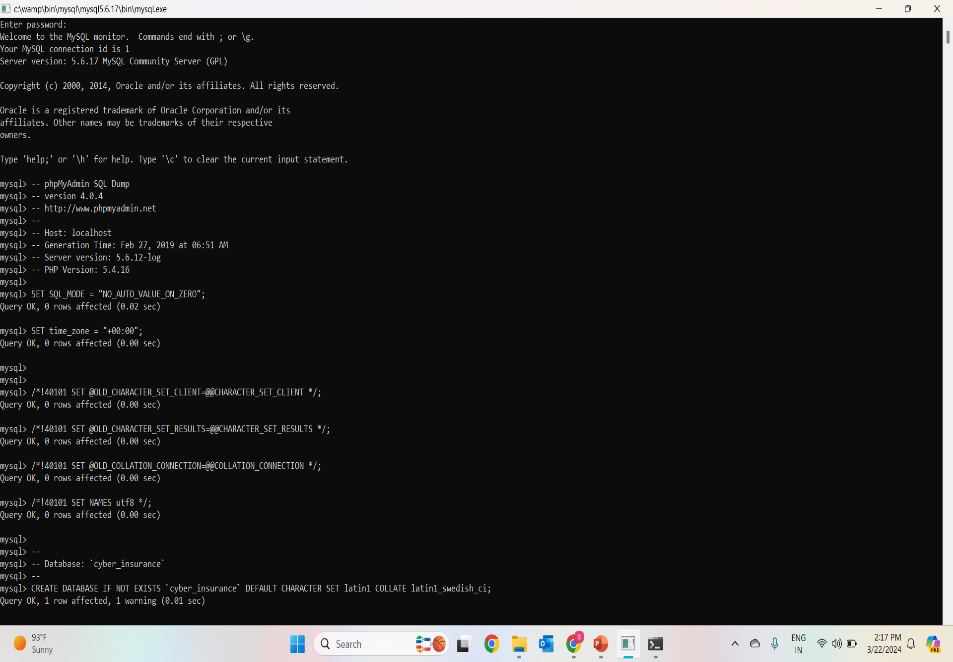 c:\wamp\bin\mysql\mysql5.6.17\bin\mysql.exe
Enter password:
Welcome to the MySQL monitor.  Commands end with ; or \g.
Your MySQL connection id is 1
Server version: 5.6.17 MySQL Community Server (GPL)

Copyright (c) 2000, 2014, Oracle and/or its affiliates. All rights reserved.

Oracle is a registered trademark of Oracle Corporation and/or its
affiliates. Other names may be trademarks of their respective
owners.

Type 'help;' or '\h' for help. Type '\c' to clear the current input statement.

mysql> -- phpMyAdmin SQL Dump
mysql> -- version 4.0.4
mysql> -- http://www.phpmyadmin.net
mysql> --
mysql> -- Host: localhost
mysql> -- Generation Time: Feb 27, 2019 at 06:51 AM
mysql> -- Server version: 5.6.12-log
mysql> -- PHP Version: 5.4.16
mysql>
mysql> SET SQL_MODE = "NO_AUTO_VALUE_ON_ZERO";
Query OK, 0 rows affected (0.02 sec)

mysql> SET time_zone = "+00:00";
Query OK, 0 rows affected (0.00 sec)

mysql>
mysql>
mysql> /*!40101 SET @OLD_CHARACTER_SET_CLIENT=@@CHARACTER_SET_CLIENT */;
Query OK, 0 rows affected (0.00 sec)

mysql> /*!40101 SET @OLD_CHARACTER_SET_RESULTS=@@CHARACTER_SET_RESULTS */;
Query OK, 0 rows affected (0.00 sec)

mysql> /*!40101 SET @OLD_COLLATION_CONNECTION=@@COLLATION_CONNECTION */;
Query OK, 0 rows affected (0.00 sec)

mysql> /*!40101 SET NAMES utf8 */;
Query OK, 0 rows affected (0.00 sec)

mysql>
mysql> --
mysql> -- Database: `cyber_insurance`
mysql> --
mysql> CREATE DATABASE IF NOT EXISTS `cyber_insurance` DEFAULT CHARACTER SET latin1 COLLATE latin1_swedish_ci;
Query OK, 1 row affected, 1 warning (0.01 sec)
93°F
Sunny
Search
ENG
IN
2:17 PM
3/22/2024
PRE